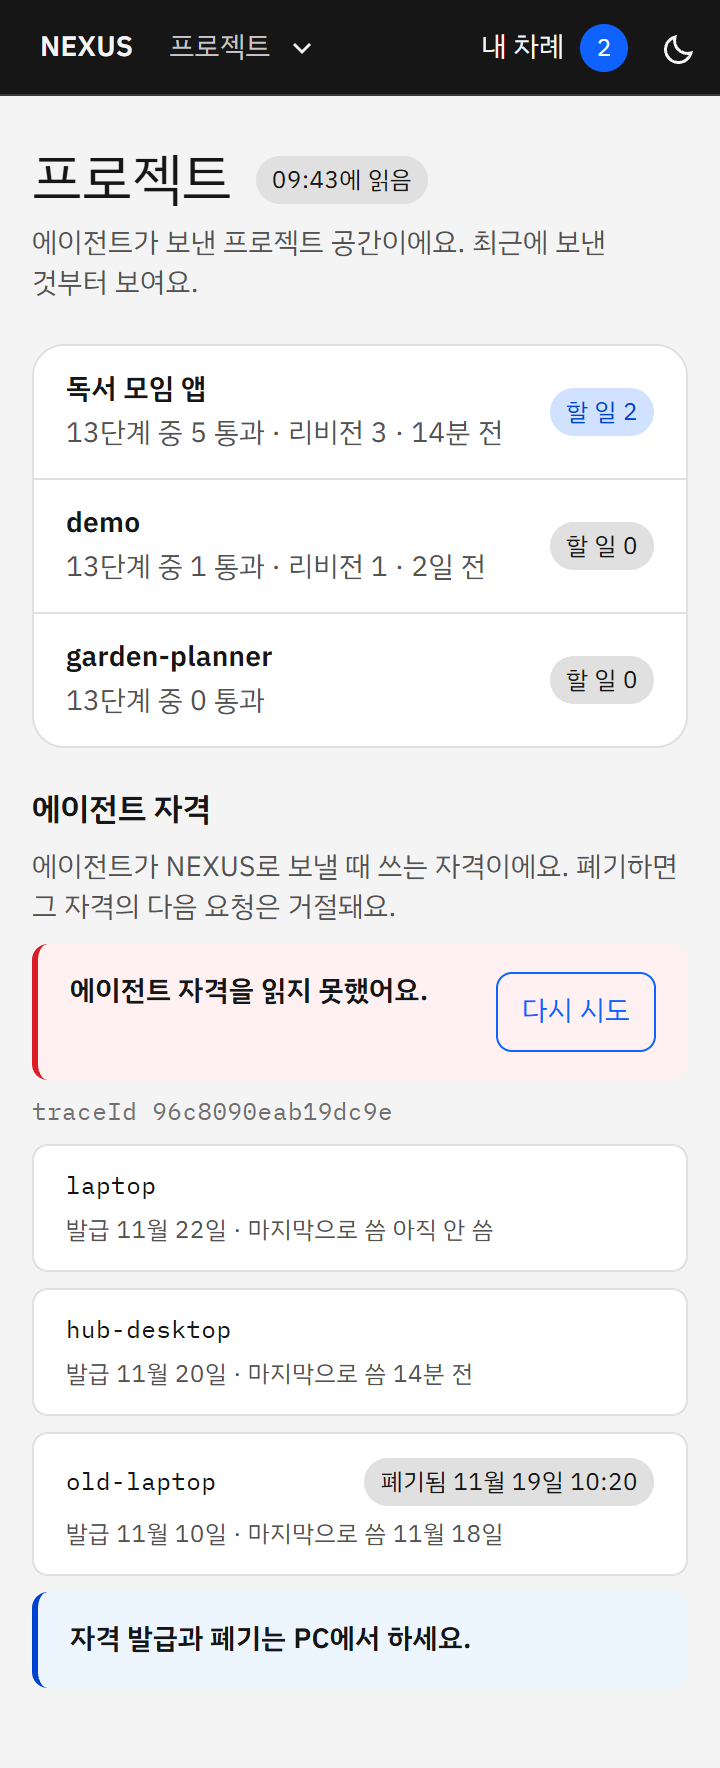 NEXUS 프로젝트 내 차례 2
프로젝트 09:43에 읽음
에이전트가 보낸 프로젝트 공간이에요. 최근에 보낸
것부터 보여요.
독서 모임 앱
13단계 중 5 통과 · 리비전 3 · 14분 전
할 일 2
demo
13단계 중 1 통과 · 리비전 1 · 2일 전
할 일 0
garden-planner
13단계 중 0 통과
할 일 0
에이전트 자격
에이전트가 NEXUS로 보낼 때 쓰는 자격이에요. 폐기하면
그 자격의 다음 요청은 거절돼요.
에이전트 자격을 읽지 못했어요.
다시 시도
traceId 96c8090eab19dc9e
laptop
발급 11월 22일 · 마지막으로 씀 아직 안 씀
hub-desktop
발급 11월 20일 · 마지막으로 씀 14분 전
old-laptop 폐기됨 11월 19일 10:20
발급 11월 10일 · 마지막으로 씀 11월 18일
자격 발급과 폐기는 PC에서 하세요.